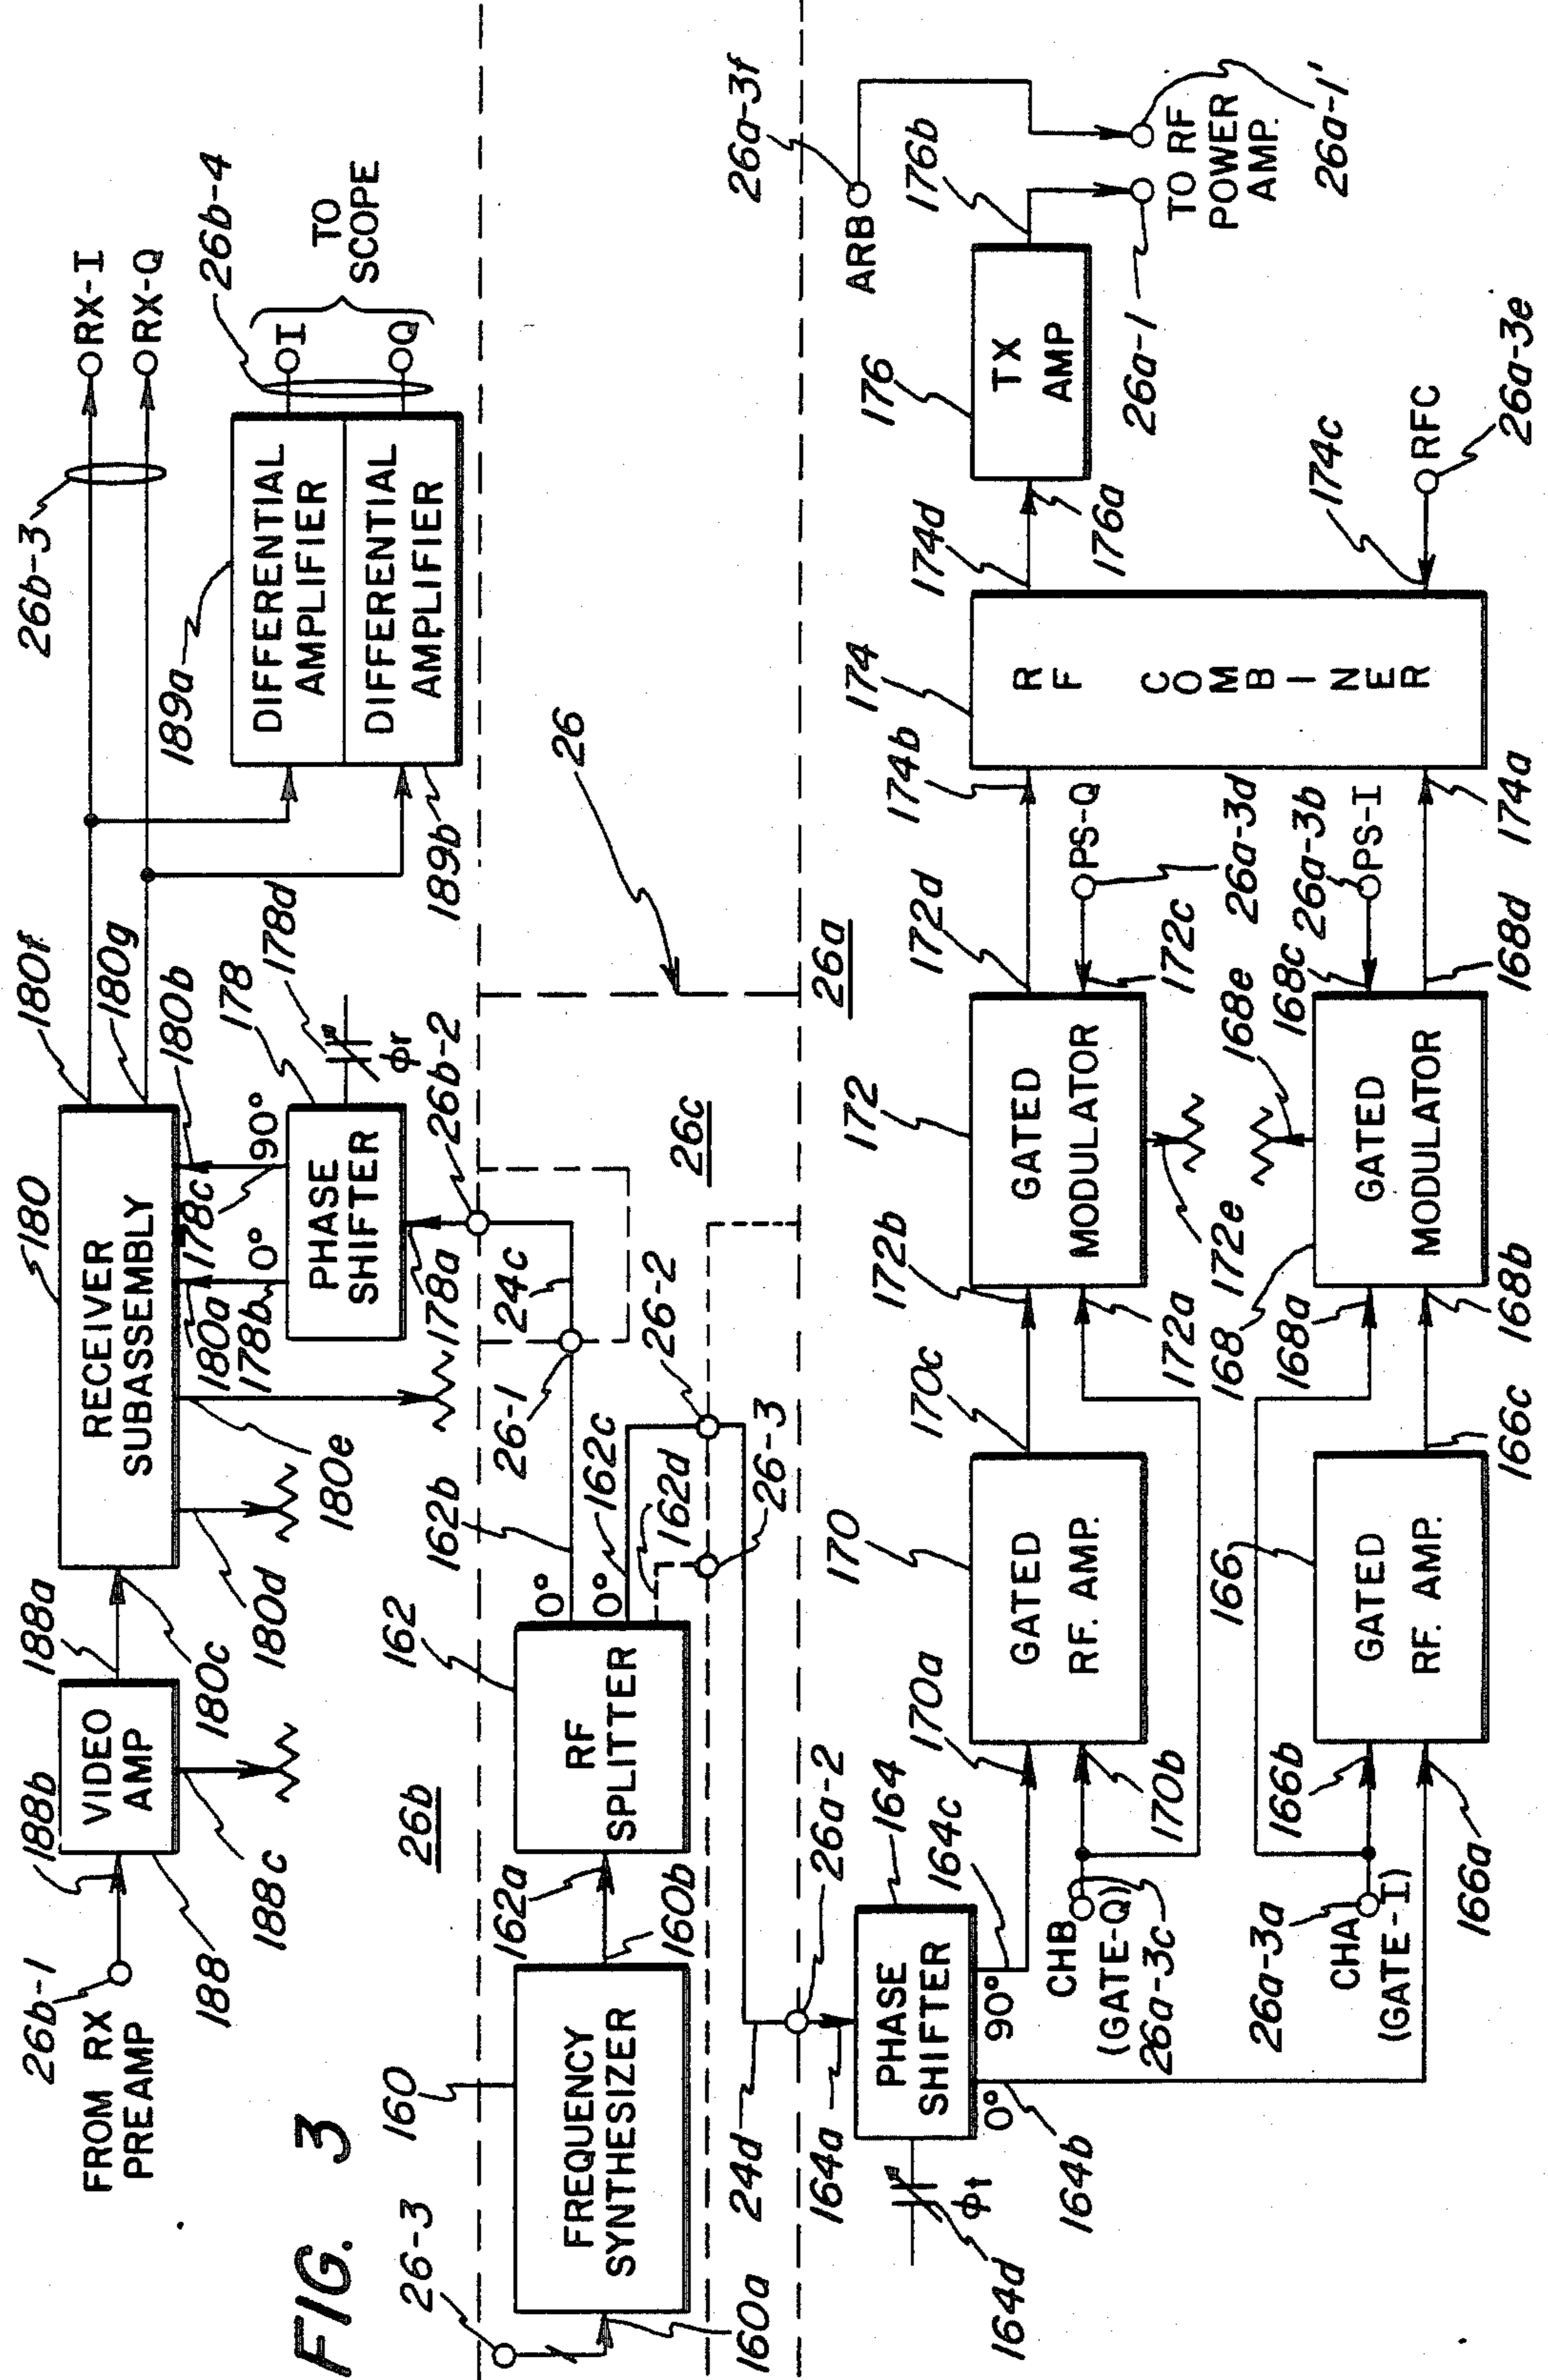 FIG. 3
26b-1
FROM RX
PREAMP
188b
188
VIDEO
AMP
188c
188a
180c
180d
180
RECEIVER
SUBASSEMBLY
180e
180a
178b
0°
178c
90°
180b
180f
180g
178
PHASE
SHIFTER
178d
φr
178a
26b-2
26b-3
RX-I
RX-Q
189a
DIFFERENTIAL
AMPLIFIER
DIFFERENTIAL
AMPLIFIER
189b
26b-4
I
Q
TO
SCOPE
26b
26-3
160
FREQUENCY
SYNTHESIZER
160a
160b
162a
162
RF
SPLITTER
0°
162b
0°
162c
162d
26-1
24c
26-2
26-3
26c
26
26a
24d
26a-2
164a
164
PHASE
SHIFTER
164d
φt
0°
164b
90°
164c
170a
170
GATED
RF. AMP.
170b
170c
CHB
(GATE-Q)
26a-3c
26a-3a
CHA
(GATE-I)
166b
166a
166
GATED
RF. AMP.
166c
172b
172
GATED
MODULATOR
172a
172e
172d
172c
PS-Q
26a-3d
168
168a
168b
GATED
MODULATOR
168e
168c
26a-3b
PS-I
168d
174b
174
RF COMBINER
174a
174d
174c
RFC
26a-3e
176a
176
TX
AMP
176b
26a-1
ARB
26a-3f
TO RF
POWER
AMP.
26a-1'